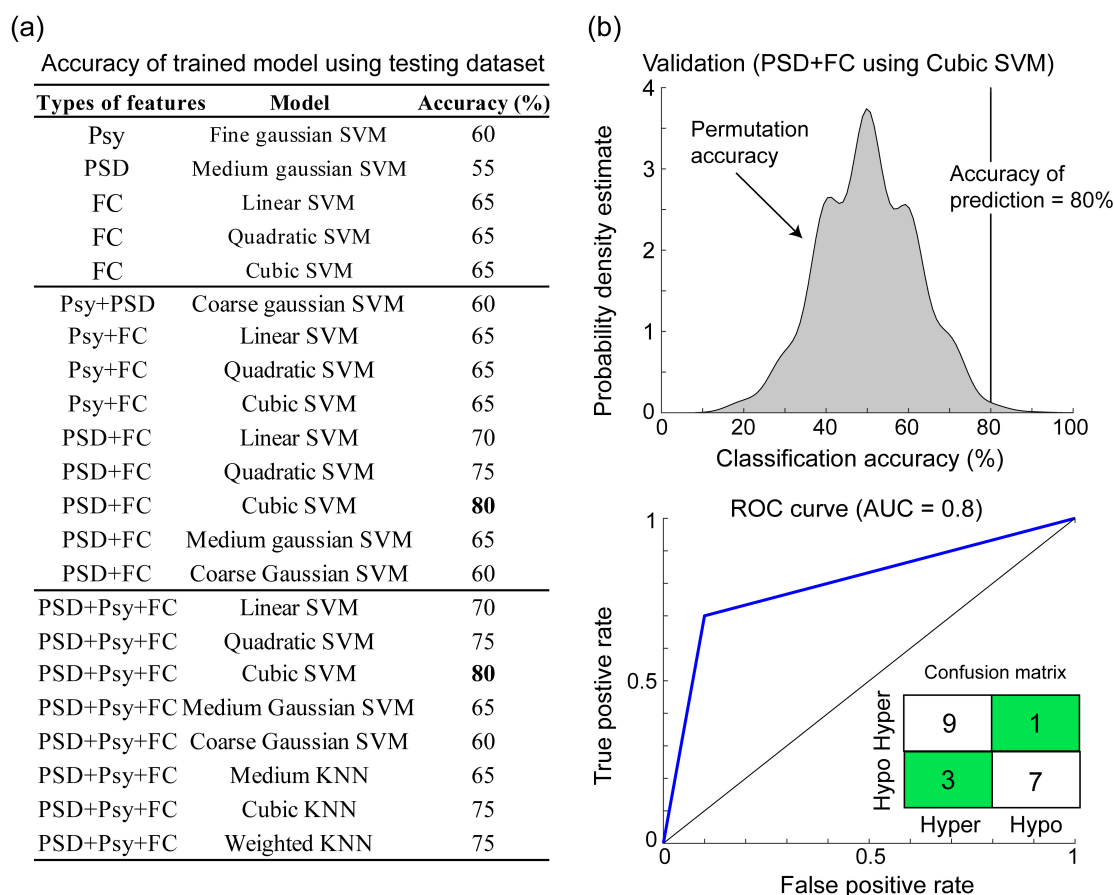 (a)
Accuracy of trained model using testing dataset
Types of features Model Accuracy (%)
Psy Fine gaussian SVM 60
PSD Medium gaussian SVM 55
FC Linear SVM 65
FC Quadratic SVM 65
FC Cubic SVM 65
Psy+PSD Coarse gaussian SVM 60
Psy+FC Linear SVM 65
Psy+FC Quadratic SVM 65
Psy+FC Cubic SVM 65
PSD+FC Linear SVM 70
PSD+FC Quadratic SVM 75
PSD+FC Cubic SVM 80
PSD+FC Medium gaussian SVM 65
PSD+FC Coarse Gaussian SVM 60
PSD+Psy+FC Linear SVM 70
PSD+Psy+FC Quadratic SVM 75
PSD+Psy+FC Cubic SVM 80
PSD+Psy+FC Medium Gaussian SVM 65
PSD+Psy+FC Coarse Gaussian SVM 60
PSD+Psy+FC Medium KNN 65
PSD+Psy+FC Cubic KNN 75
PSD+Psy+FC Weighted KNN 75
(b)
Validation (PSD+FC using Cubic SVM)
Probability density estimate
4
3
2
1
0
Permutation
accuracy
Accuracy of
prediction = 80%
0 20 40 60 80 100
Classification accuracy (%)
ROC curve (AUC = 0.8)
True postive rate
1
0.5
0
Confusion matrix
Hyper 9 1
Hypo 3 7
Hyper Hypo
0 0.5 1
False positive rate